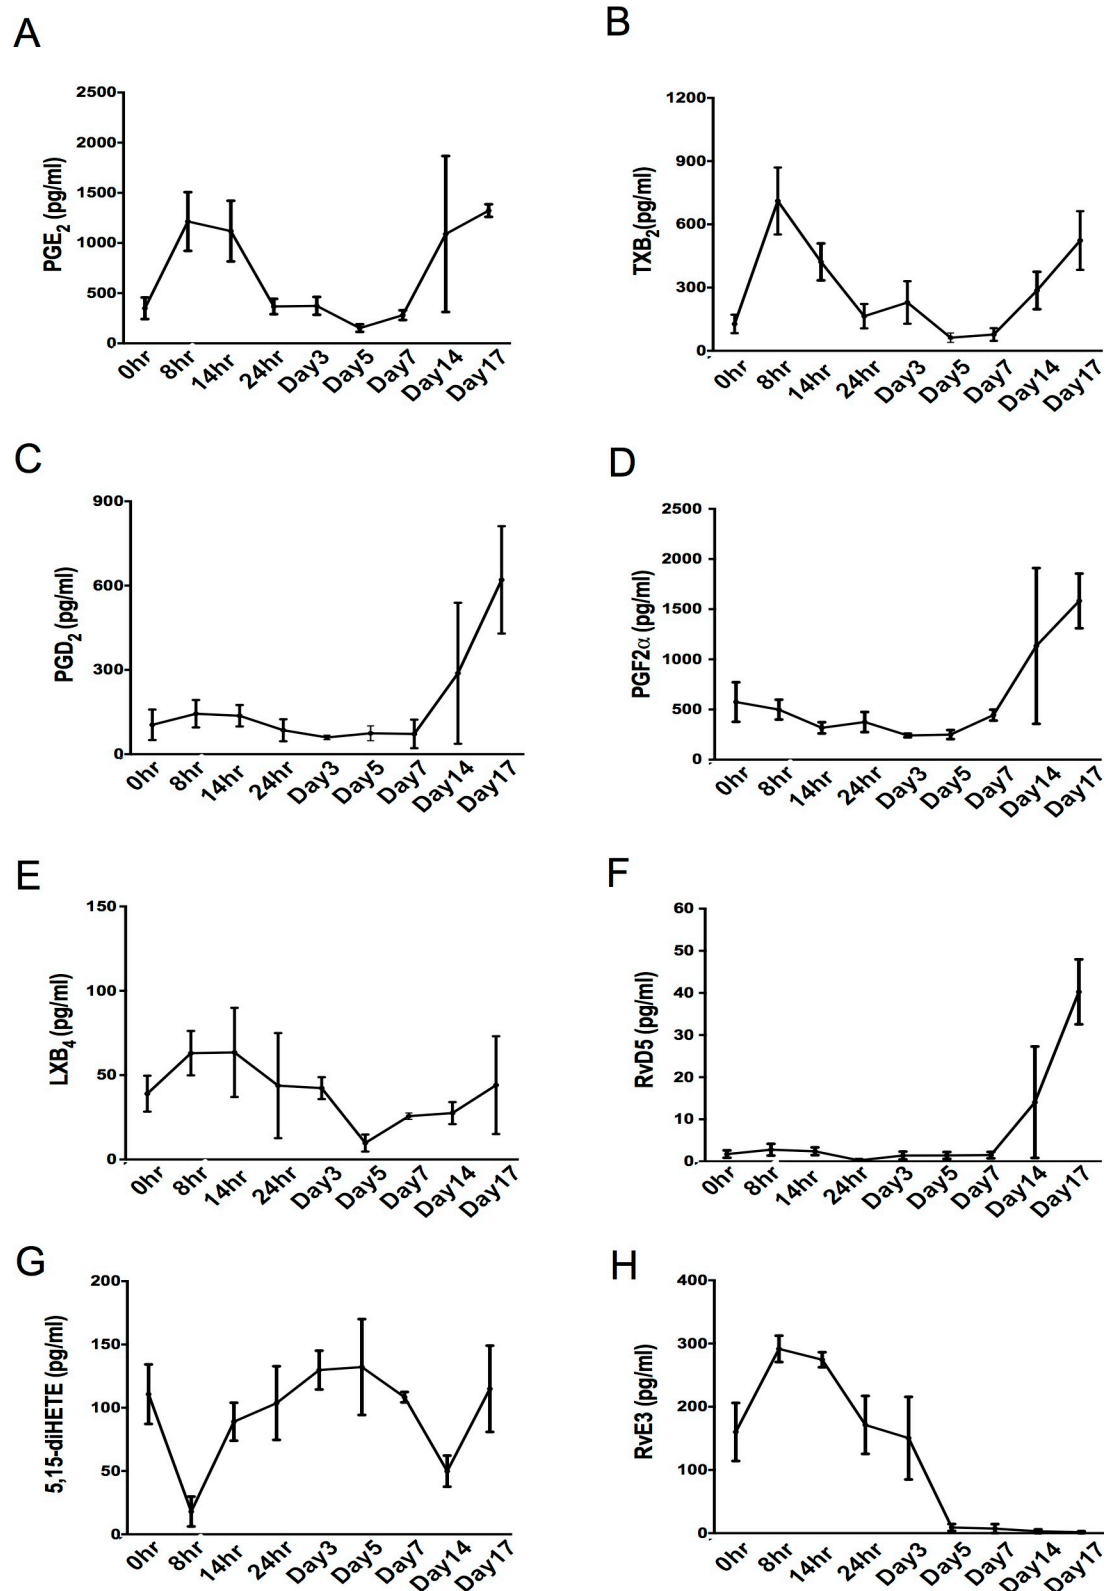 A
2500
2000
1500
1000
500
0
PGE2 (pg/ml)
0hr 8hr 14hr 24hr Day3 Day5 Day7 Day14 Day17
B
1200
900
600
300
0
TXB2(pg/ml)
0hr 8hr 14hr 24hr Day3 Day5 Day7 Day14 Day17
C
900
600
300
0
PGD2 (pg/ml)
0hr 8hr 14hr 24hr Day3 Day5 Day7 Day14 Day17
D
2500
2000
1500
1000
500
0
PGF2α (pg/ml)
0hr 8hr 14hr 24hr Day3 Day5 Day7 Day14 Day17
E
150
100
50
0
LXB4 (pg/ml)
0hr 8hr 14hr 24hr Day3 Day5 Day7 Day14 Day17
F
60
50
40
30
20
10
0
RvD5 (pg/ml)
0hr 8hr 14hr 24hr Day3 Day5 Day7 Day14 Day17
G
200
150
100
50
0
5,15-diHETE (pg/ml)
0hr 8hr 14hr 24hr Day3 Day5 Day7 Day14 Day17
H
400
300
200
100
0
RvE3 (pg/ml)
0hr 8hr 14hr 24hr Day3 Day5 Day7 Day14 Day17